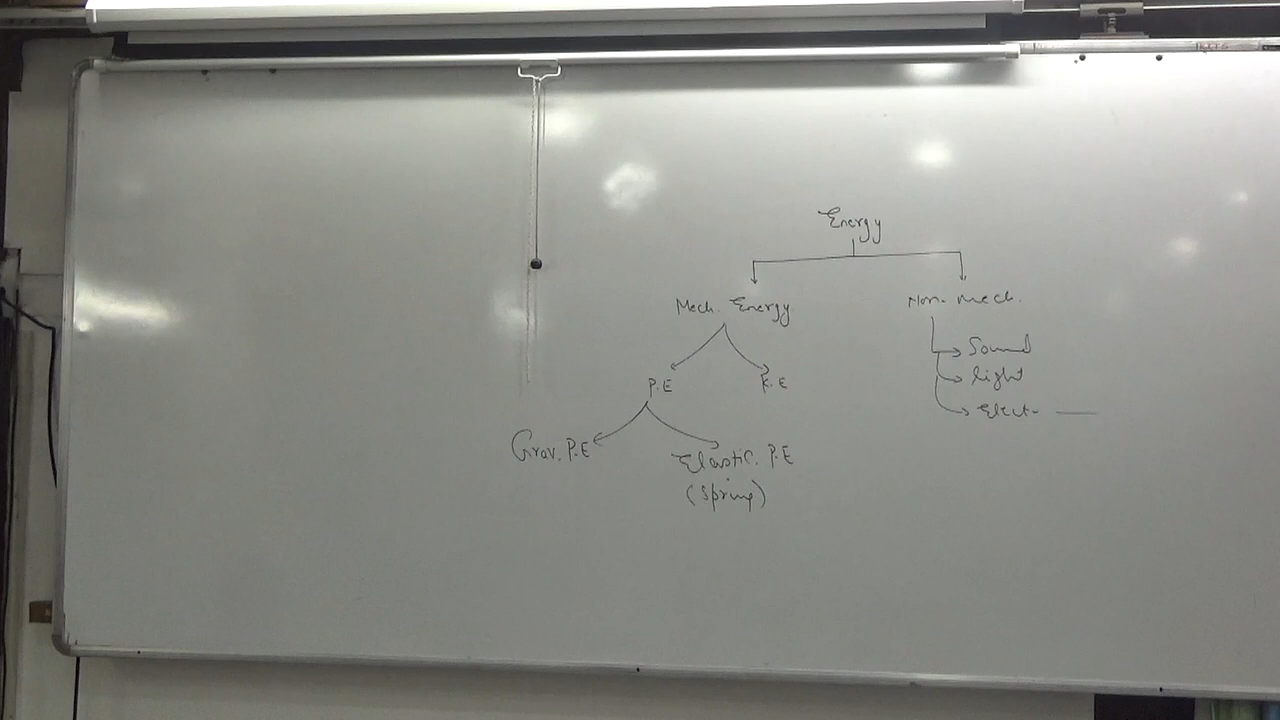 Energy
Mech. Energy
Non. mech.
Sound
light
Elect.
P.E
K.E
Grav. P.E
Elastic. P.E
(Spring)